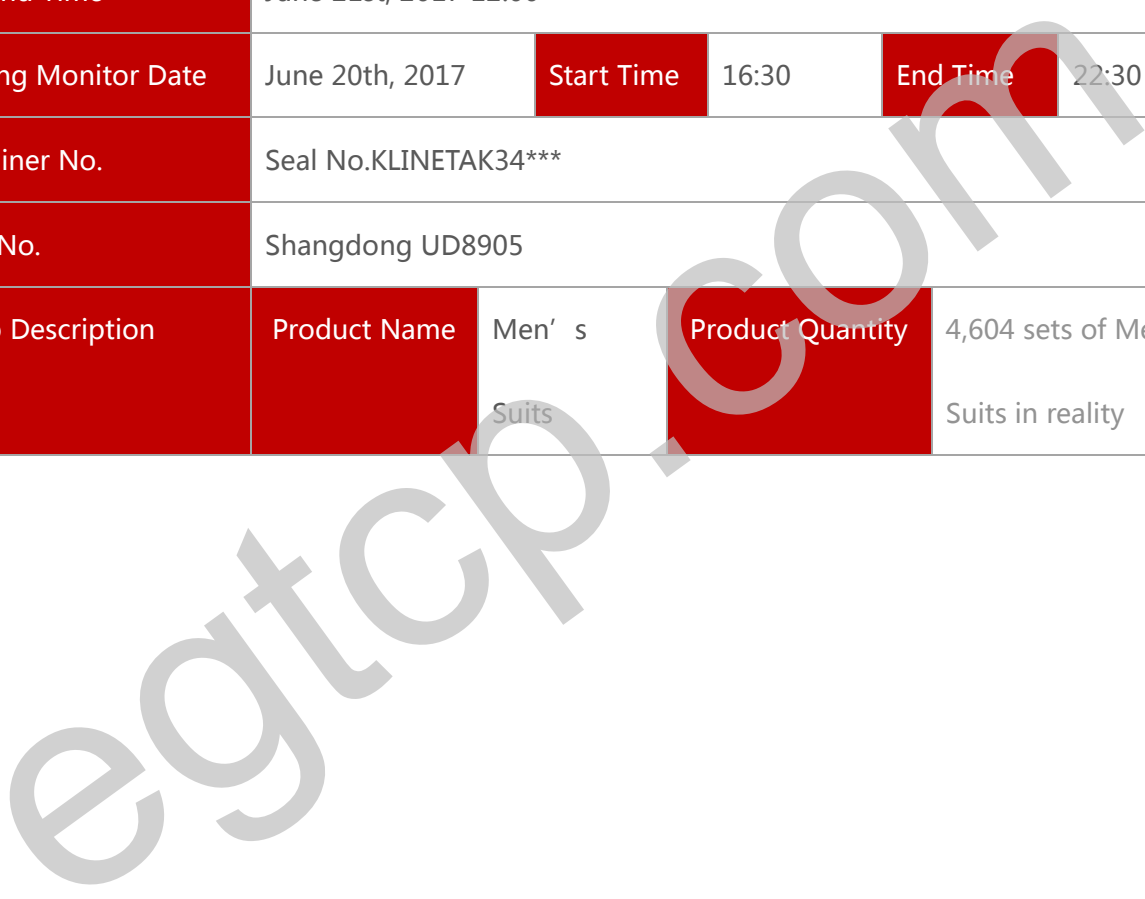 ng Monitor Date June 20th, 2017 Start Time 16:30 End Time 22:30
iner No. Seal No.KLINETAK34***
No. Shangdong UD8905
Description Product Name Men’ s Product Quantity 4,604 sets of Me
Suits Suits in reality
egtcp.com